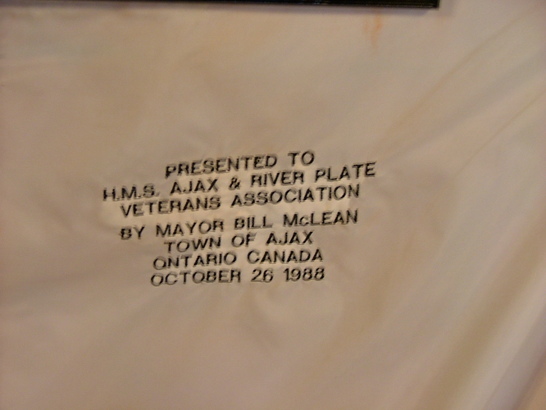 PRESENTED TO
H.M.S. AJAX & RIVER PLATE
VETERANS ASSOCIATION
BY MAYOR BILL McLEAN
TOWN OF AJAX
ONTARIO CANADA
OCTOBER 26 1988